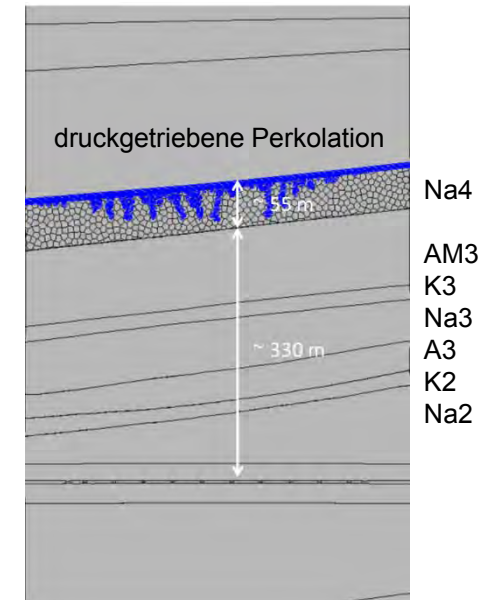 druckgetriebene Perkolation
Na4
~ 55 m
AM3
K3
Na3
~ 330 m
A3
K2
Na2